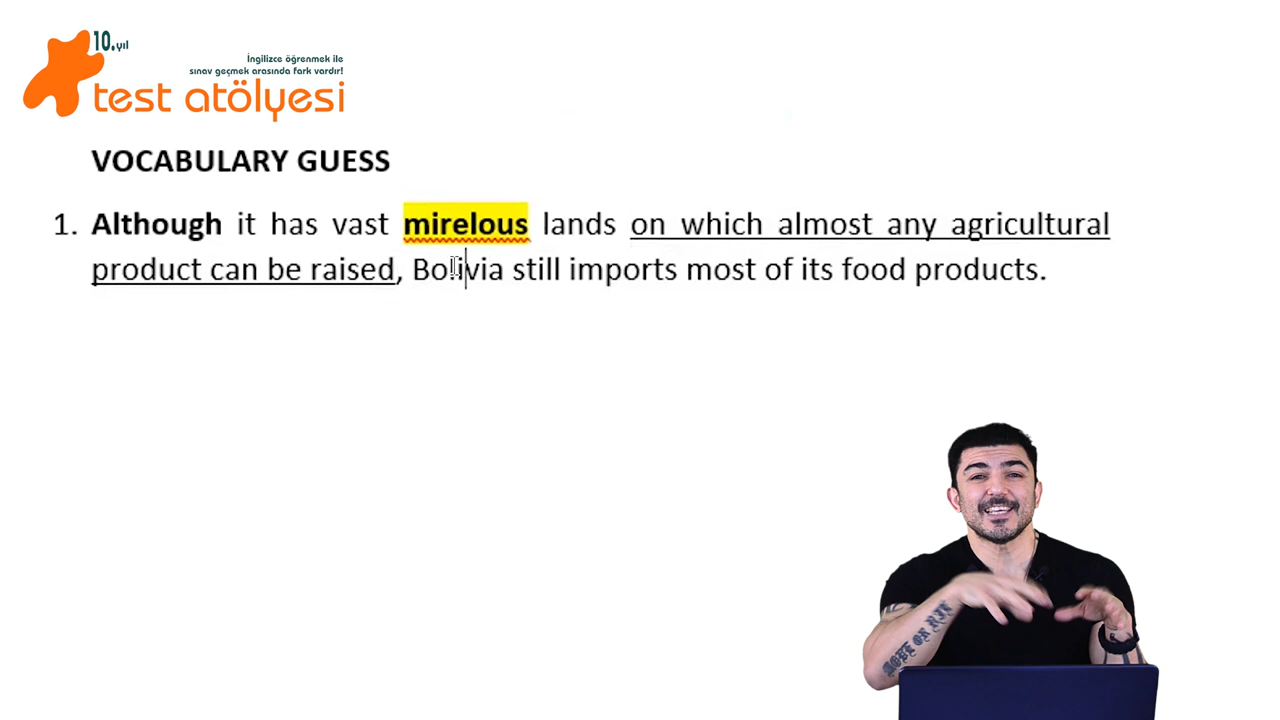 10.yıl
İngilizce öğrenmek ile
sınav geçmek arasında fark vardır!
test atölyesi
VOCABULARY GUESS
1. Although it has vast mirelous lands on which almost any agricultural
product can be raised, Bolivia still imports most of its food products.
MORE ON